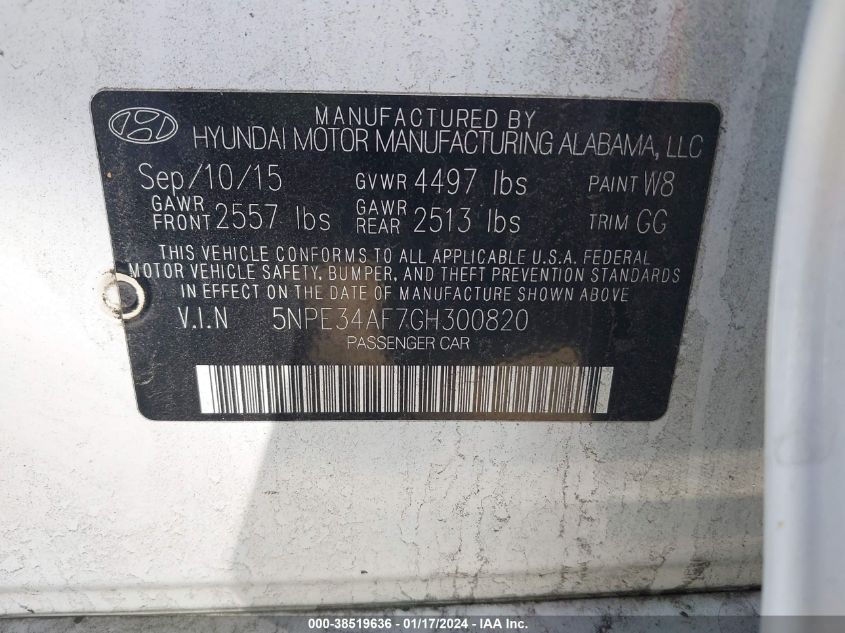 MANUFACTURED BY
HYUNDAI MOTOR MANUFACTURING ALABAMA, LLC
Sep/10/15 GVWR 4497 lbs PAINT W8
GAWR FRONT 2557 lbs GAWR REAR 2513 lbs TRIM GG
THIS VEHICLE CONFORMS TO ALL APPLICABLE U.S.A. FEDERAL
MOTOR VEHICLE SAFETY, BUMPER, AND THEFT PREVENTION STANDARDS
IN EFFECT ON THE DATE OF MANUFACTURE SHOWN ABOVE
V.I.N 5NPE34AF7GH300820
PASSENGER CAR
000-38519636 - 01/17/2024 - IAA Inc.